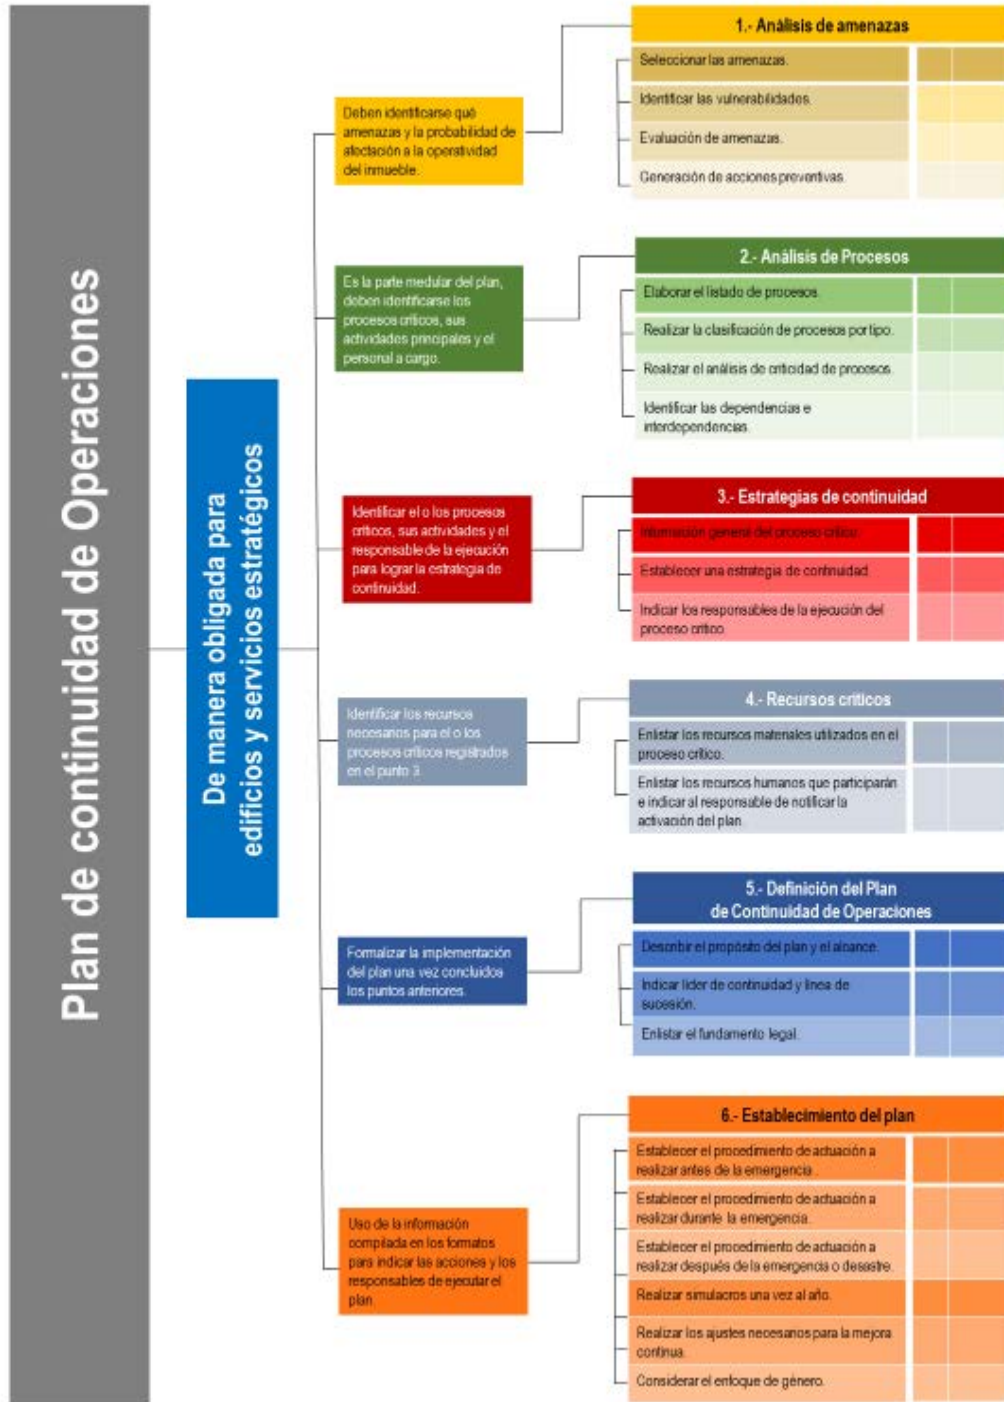 Plan de continuidad de Operaciones
De manera obligada para
edificios y servicios estratégicos
Deben identificarse qué
amenazas y la probabilidad de
afectación a la operatividad
del inmueble.
1.- Análisis de amenazas
Seleccionar las amenazas.
Identificar las vulnerabilidades.
Evaluación de amenazas.
Generación de acciones preventivas.
Es la parte medular del plan,
deben identificarse los
procesos críticos, sus
actividades principales y el
personal a cargo.
2.- Análisis de Procesos
Elaborar el listado de procesos.
Realizar la clasificación de procesos por tipo.
Realizar el análisis de criticidad de procesos.
Identificar las dependencias e
interdependencias.
Identificar el o los procesos
críticos, sus actividades y el
responsable de la ejecución
para lograr la estrategia de
continuidad.
3.- Estrategias de continuidad
Información general del proceso crítico.
Establecer una estrategia de continuidad.
Indicar los responsables de la ejecución del
proceso crítico.
Identificar los recursos
necesarios para el o los
procesos críticos registrados
en el punto 3.
4.- Recursos críticos
Enlistar los recursos materiales utilizados en el
proceso crítico.
Enlistar los recursos humanos que participarán
e indicar al responsable de notificar la
activación del plan.
Formalizar la implementación
del plan una vez concluidos
los puntos anteriores.
5.- Definición del Plan
de Continuidad de Operaciones
Describir el propósito del plan y el alcance.
Indicar líder de continuidad y línea de
sucesión.
Enlistar el fundamento legal.
Uso de la información
compilada en los formatos
para indicar las acciones y los
responsables de ejecutar el
plan.
6.- Establecimiento del plan
Establecer el procedimiento de actuación a
realizar antes de la emergencia.
Establecer el procedimiento de actuación a
realizar durante la emergencia.
Establecer el procedimiento de actuación a
realizar después de la emergencia o desastre.
Realizar simulacros una vez al año.
Realizar los ajustes necesarios para la mejora
continua.
Considerar el enfoque de género.